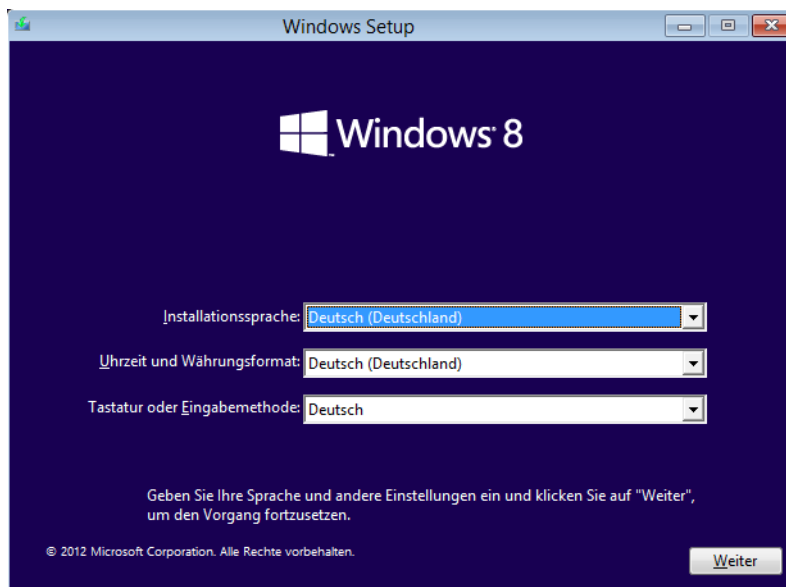 Windows Setup
Windows 8
Installationssprache: Deutsch (Deutschland)
Uhrzeit und Währungsformat: Deutsch (Deutschland)
Tastatur oder Eingabemethode: Deutsch
Geben Sie Ihre Sprache und andere Einstellungen ein und klicken Sie auf "Weiter",
um den Vorgang fortzusetzen.
© 2012 Microsoft Corporation. Alle Rechte vorbehalten.
Weiter